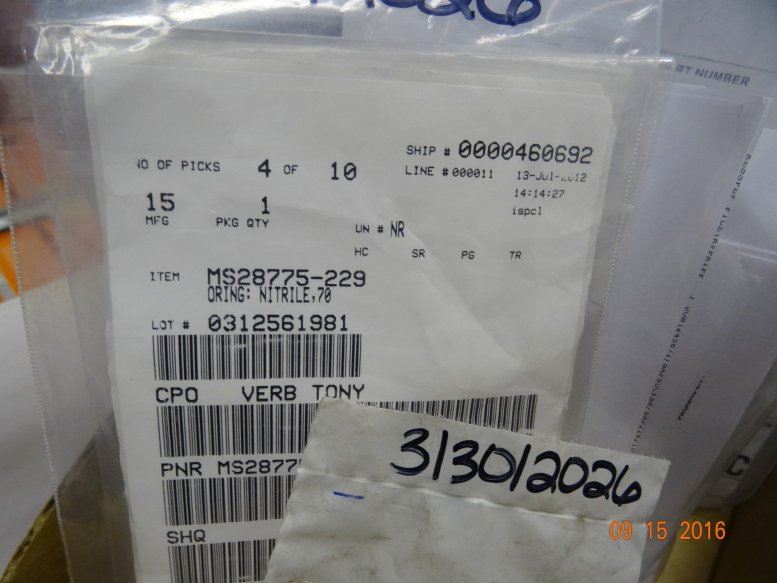 PART NUMBER
NO OF PICKS 4 OF 10
SHIP # 0000460692
LINE # 000011 13-Jul-2012
14:14:27
ispcl
15 1
MFG PKG QTY
UN # NR
HC SR PG TR
ITEM MS28775-229
ORING: NITRILE,70
LOT # 0312561981
CPO VERB TONY
PNR MS2877
SHQ
3/30/2026
C
09 15 2016